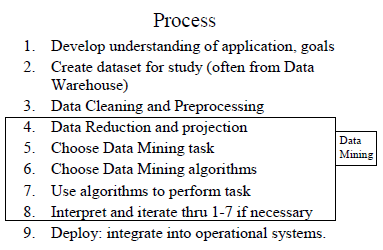 Process
1. Develop understanding of application, goals
2. Create dataset for study (often from Data
Warehouse)
3. Data Cleaning and Preprocessing
4. Data Reduction and projection
5. Choose Data Mining task
6. Choose Data Mining algorithms
7. Use algorithms to perform task
8. Interpret and iterate thru 1-7 if necessary
9. Deploy: integrate into operational systems.
Data
Mining